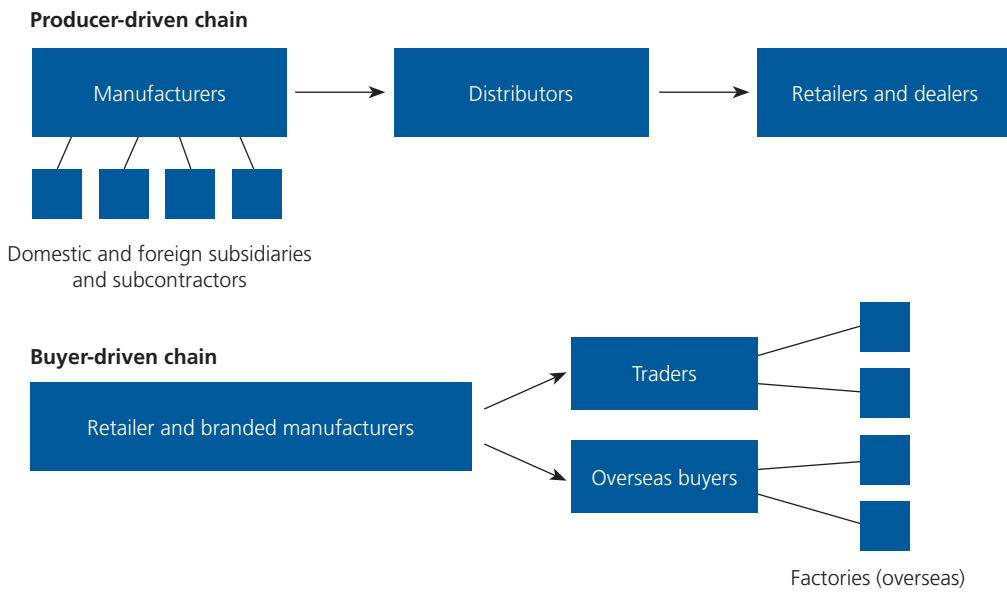 Producer-driven chain
Manufacturers
Distributors
Retailers and dealers
Domestic and foreign subsidiaries
and subcontractors
Buyer-driven chain
Retailer and branded manufacturers
Traders
Overseas buyers
Factories (overseas)